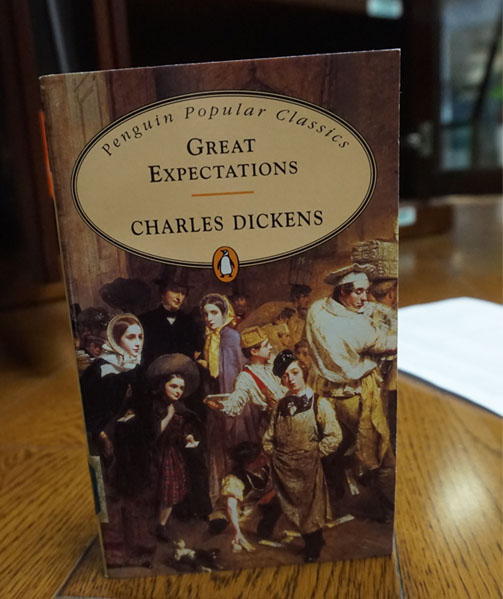 Penguin Popular Classics
GREAT
EXPECTATIONS
CHARLES DICKENS